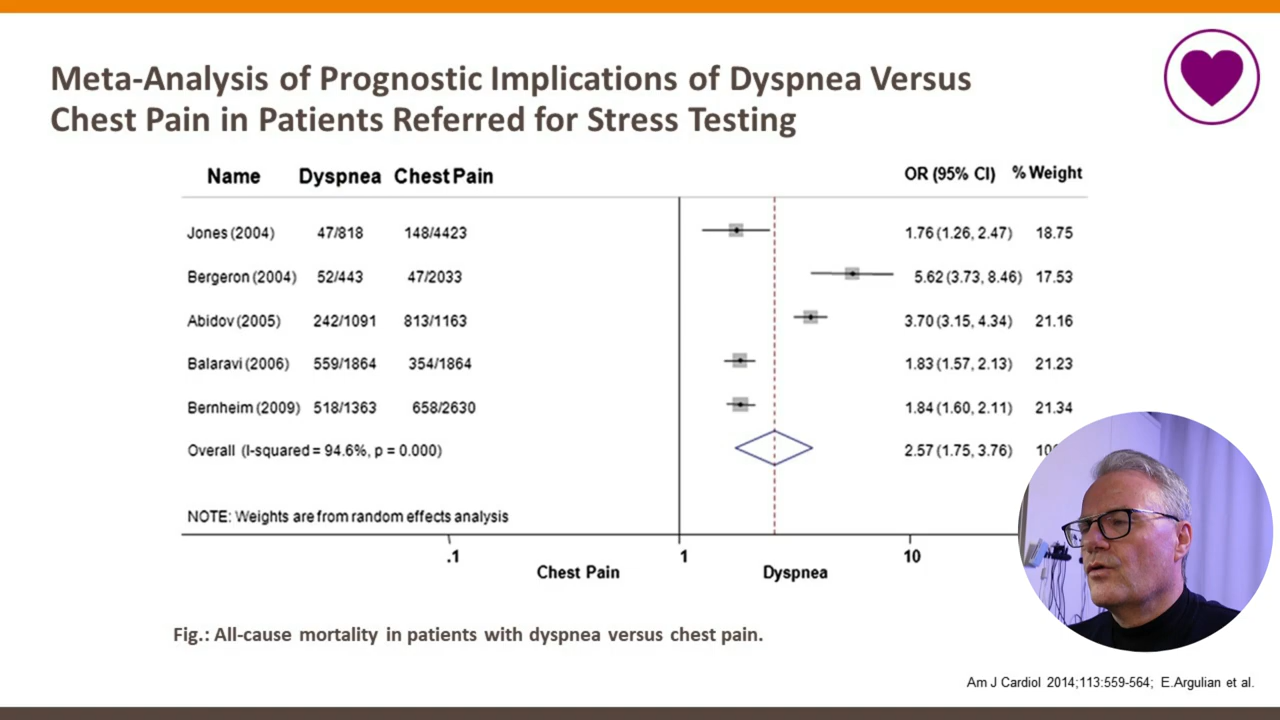 Meta-Analysis of Prognostic Implications of Dyspnea Versus
Chest Pain in Patients Referred for Stress Testing
Name Dyspnea Chest Pain OR (95% CI) % Weight
Jones (2004) 47/818 148/4423 1.76 (1.26, 2.47) 18.75
Bergeron (2004) 52/443 47/2033 5.62 (3.73, 8.46) 17.53
Abidov (2005) 242/1091 813/1163 3.70 (3.15, 4.34) 21.16
Balaravi (2006) 559/1864 354/1864 1.83 (1.57, 2.13) 21.23
Bernheim (2009) 518/1363 658/2630 1.84 (1.60, 2.11) 21.34
Overall (I-squared = 94.6%, p = 0.000) 2.57 (1.75, 3.76)
NOTE: Weights are from random effects analysis
.1 1 10
Chest Pain Dyspnea
Fig.: All-cause mortality in patients with dyspnea versus chest pain.
Am J Cardiol 2014;113:559-564; E.Argulian et al.